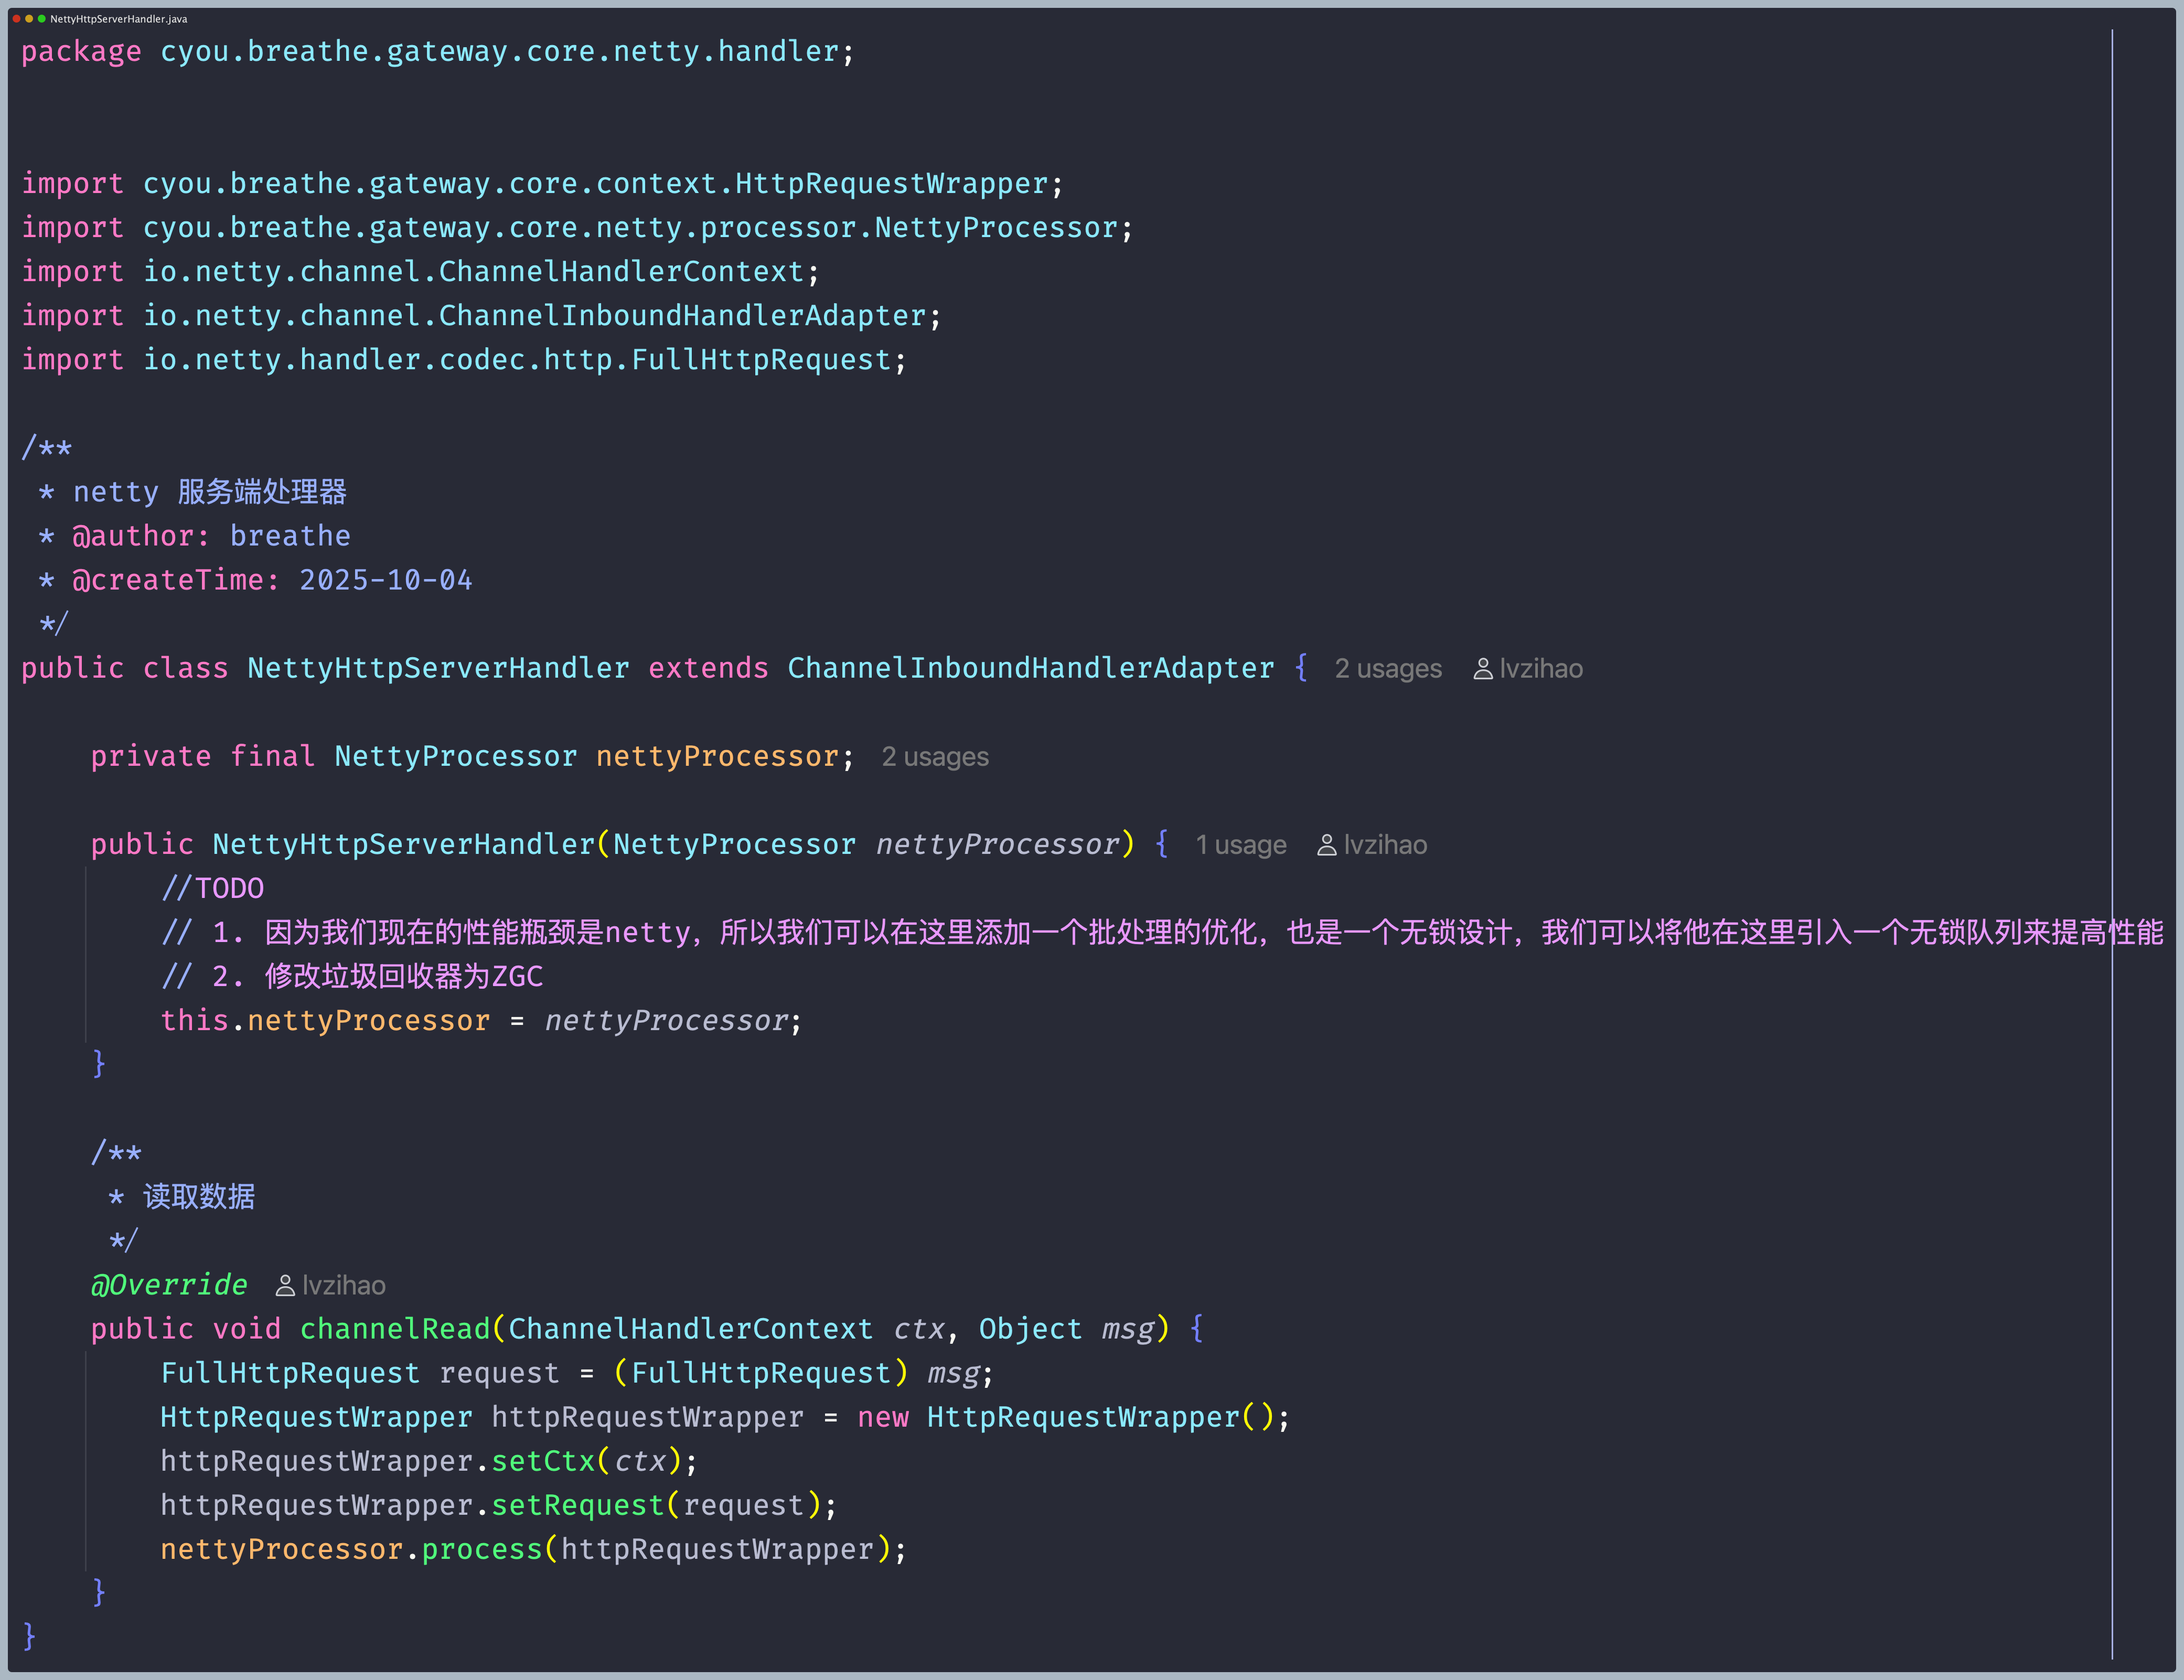 NettyHttpServerHandler.java
package cyou.breathe.gateway.core.netty.handler;
import cyou.breathe.gateway.core.context.HttpRequestWrapper;
import cyou.breathe.gateway.core.netty.processor.NettyProcessor;
import io.netty.channel.ChannelHandlerContext;
import io.netty.channel.ChannelInboundHandlerAdapter;
import io.netty.handler.codec.http.FullHttpRequest;
/**
 * netty 服务端处理器
 * @author: breathe
 * @createTime: 2025-10-04
 */
public class NettyHttpServerHandler extends ChannelInboundHandlerAdapter { 2 usages lvzihao
    private final NettyProcessor nettyProcessor; 2 usages
    public NettyHttpServerHandler(NettyProcessor nettyProcessor) { 1 usage lvzihao
        //TODO
        // 1. 因为我们现在的性能瓶颈是netty，所以我们可以在这里添加一个批处理的优化，也是一个无锁设计，我们可以将他在这里引入一个无锁队列来提高性能
        // 2. 修改垃圾回收器为ZGC
        this.nettyProcessor = nettyProcessor;
    }
    /**
     * 读取数据
     */
    @Override lvzihao
    public void channelRead(ChannelHandlerContext ctx, Object msg) {
        FullHttpRequest request = (FullHttpRequest) msg;
        HttpRequestWrapper httpRequestWrapper = new HttpRequestWrapper();
        httpRequestWrapper.setCtx(ctx);
        httpRequestWrapper.setRequest(request);
        nettyProcessor.process(httpRequestWrapper);
    }
}